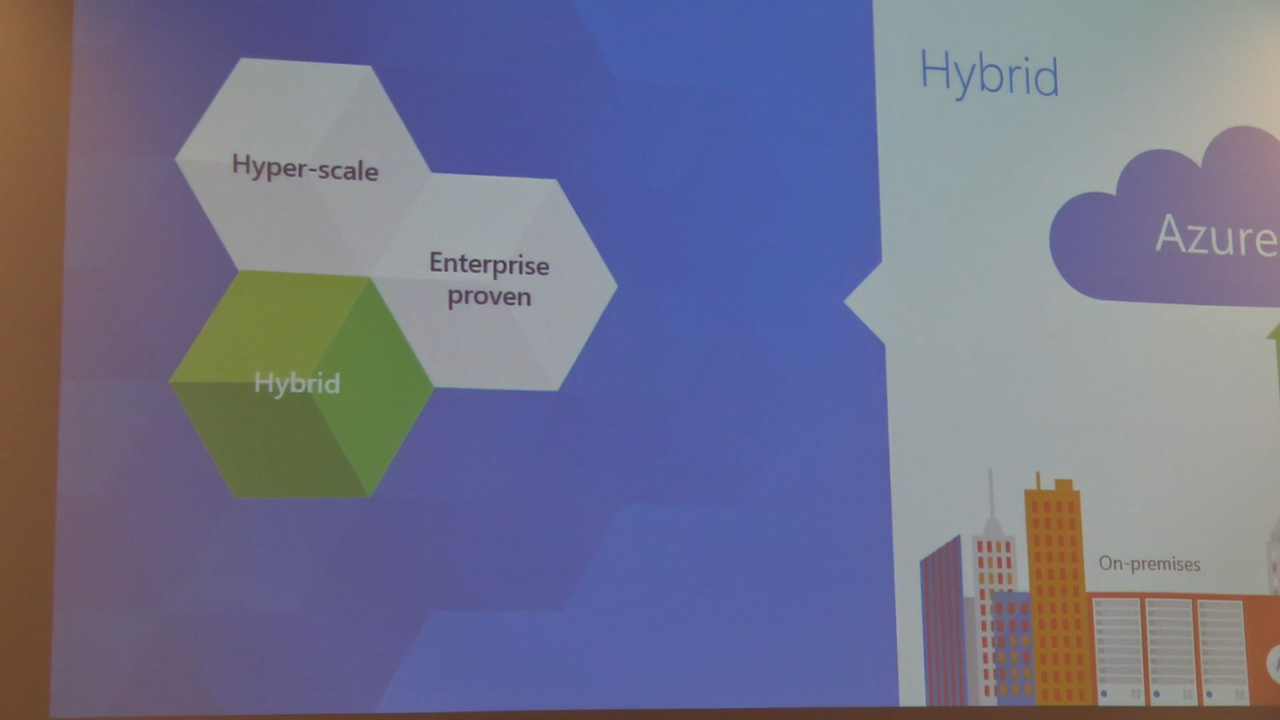 Hyper-scale
Enterprise
proven
Hybrid
Hybrid
Azure
On-premises